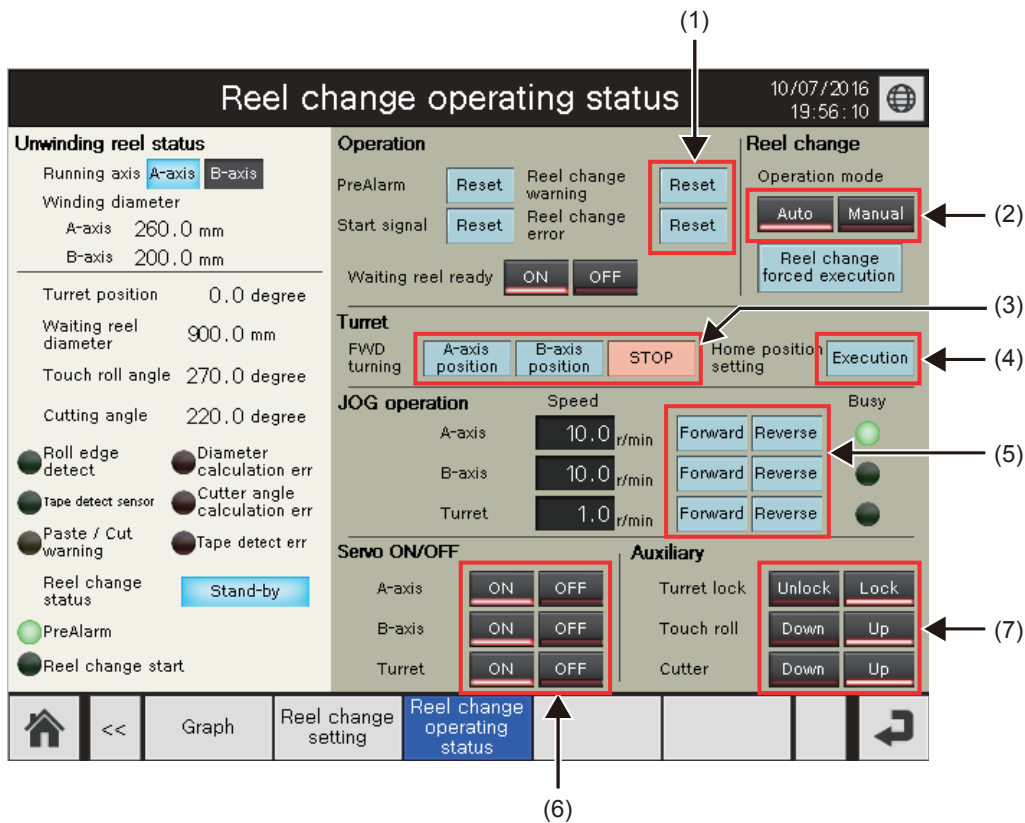 (1)
Reel change operating status
10/07/2016
19:56:10
Unwinding reel status
Running axis A-axis B-axis
Winding diameter
A-axis 260.0 mm
B-axis 200.0 mm
Turret position 0.0 degree
Waiting reel
diameter
900.0 mm
Touch roll angle 270.0 degree
Cutting angle 220.0 degree
Roll edge
detect
Diameter
calculation err
Tape detect sensor
Cutter angle
calculation err
Paste / Cut
warning
Tape detect err
Reel change
status
Stand-by
PreAlarm
Reel change start
Operation
PreAlarm Reset
Reel change
warning
Reset
Start signal Reset
Reel change
error
Reset
Waiting reel ready ON OFF
Reel change
Operation mode
Auto Manual
(2)
Reel change
forced execution
(3)
Turret
FWD
turning
A-axis
position
B-axis
position
STOP
Home position
setting
Execution
(4)
JOG operation Speed Busy
A-axis 10.0 r/min Forward Reverse
(5)
B-axis 10.0 r/min Forward Reverse
Turret 1.0 r/min Forward Reverse
Servo ON/OFF
A-axis ON OFF
B-axis ON OFF
Turret ON OFF
Auxiliary
Turret lock Unlock Lock
Touch roll Down Up
(7)
Cutter Down Up
<<
Graph
Reel change
setting
Reel change
operating
status
(6)